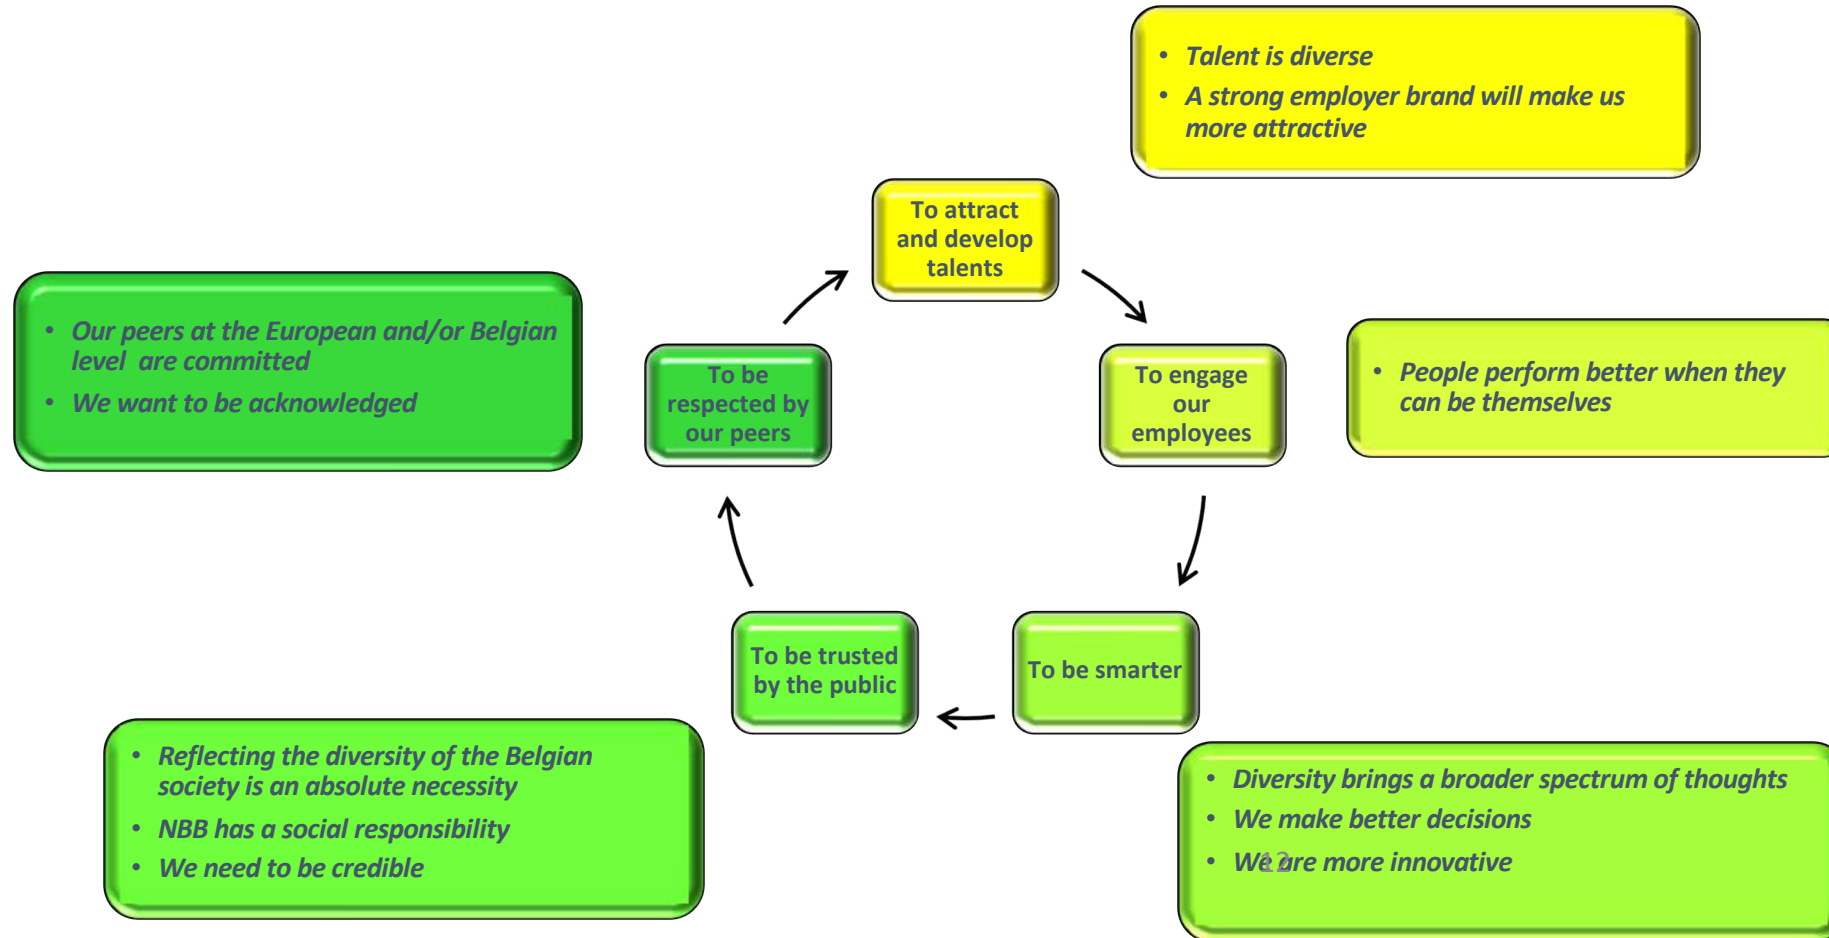 • Talent is diverse
• A strong employer brand will make us
more attractive
To attract
and develop
talents
• Our peers at the European and/or Belgian
level are committed
• We want to be acknowledged
To be
respected by
our peers
To engage
our
employees
• People perform better when they
can be themselves
To be trusted
by the public
To be smarter
• Reflecting the diversity of the Belgian
society is an absolute necessity
• NBB has a social responsibility
• We need to be credible
• Diversity brings a broader spectrum of thoughts
• We make better decisions
• We are more innovative
12